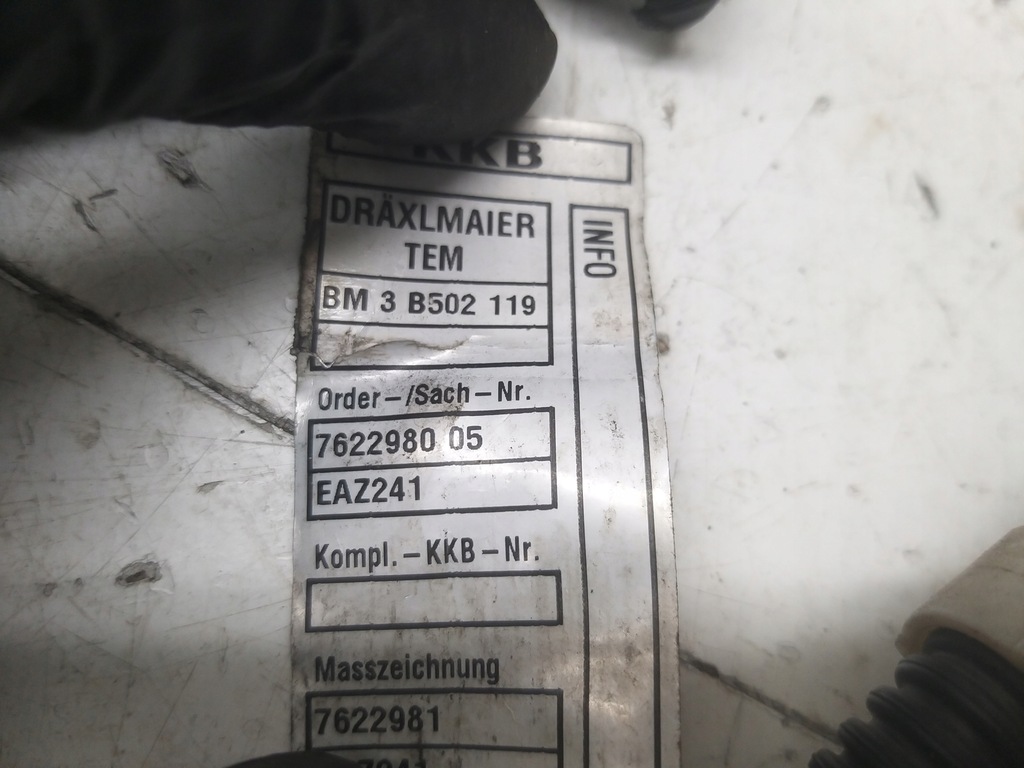 KKB
DRÄXLMAIER
TEM
INFO
BM 3 B502 119
Order-/Sach-Nr.
7622980 05
EAZ241
Kompl.-KKB-Nr.
Masszeichnung
7622981